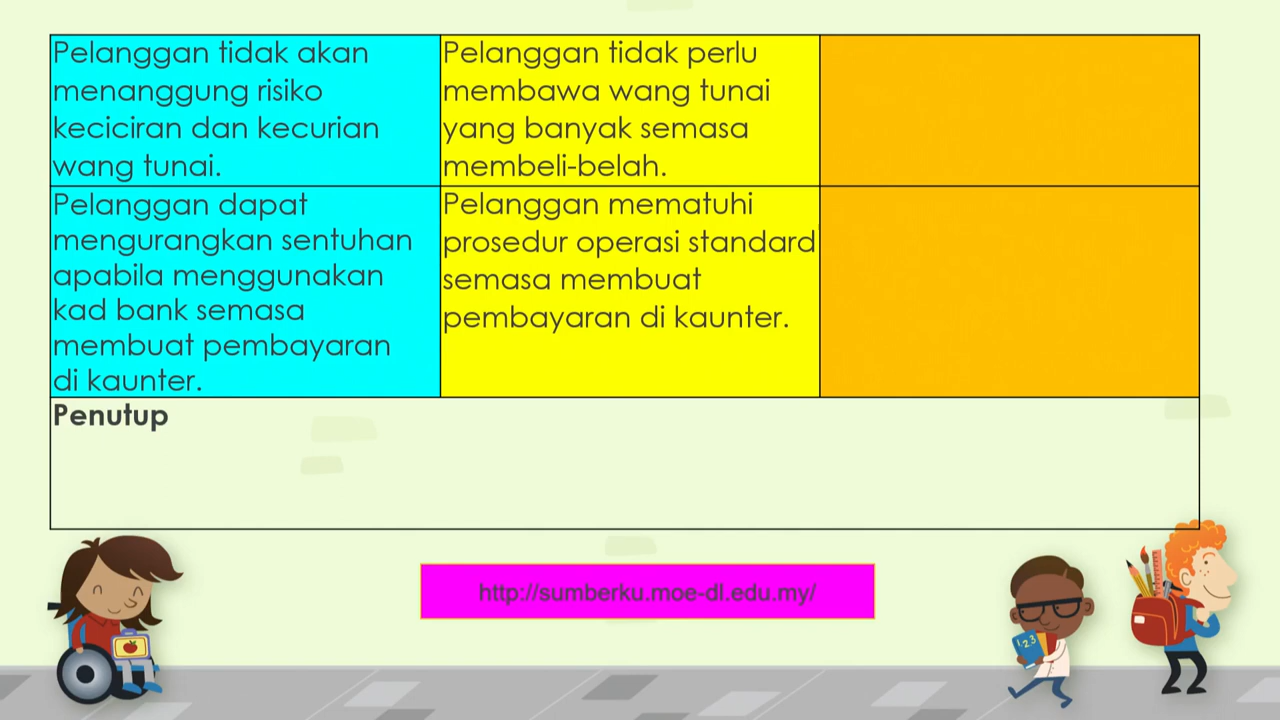 Pelanggan tidak akan
menanggung risiko
keciciran dan kecurian
wang tunai.
Pelanggan tidak perlu
membawa wang tunai
yang banyak semasa
membeli-belah.
Pelanggan dapat
mengurangkan sentuhan
apabila menggunakan
kad bank semasa
membuat pembayaran
di kaunter.
Pelanggan mematuhi
prosedur operasi standard
semasa membuat
pembayaran di kaunter.
Penutup
http://sumberku.moe-dl.edu.my/
123